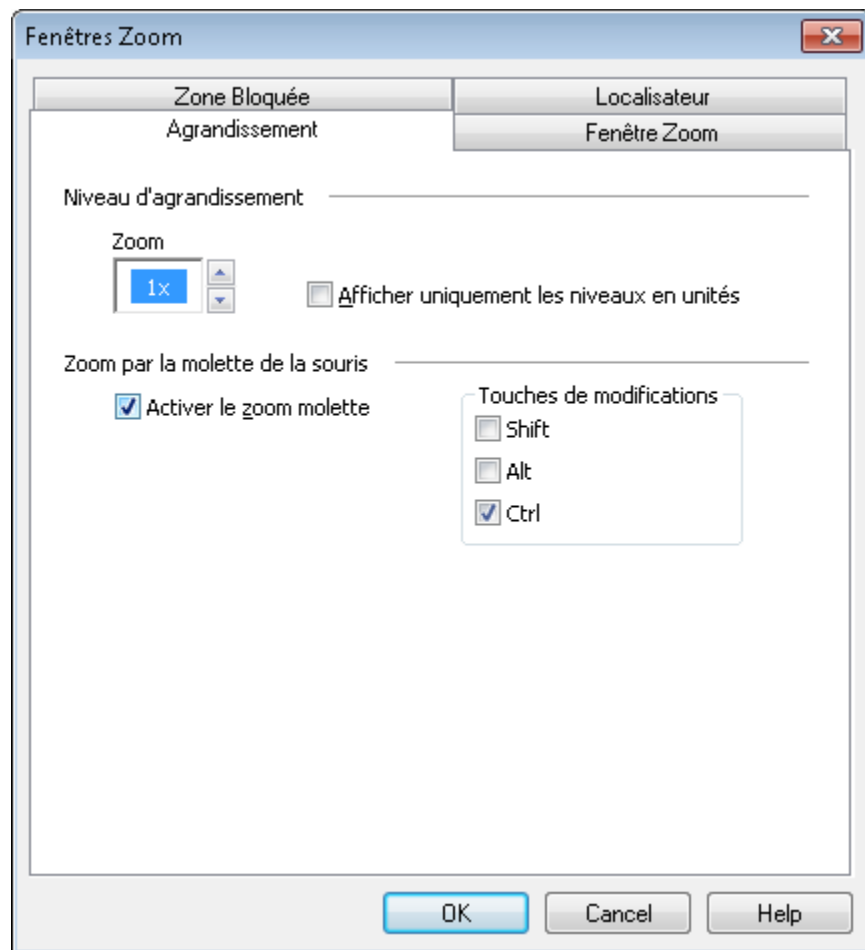 Fenêtres Zoom
Zone Bloquée
Localisateur
Agrandissement
Fenêtre Zoom
Niveau d'agrandissement
Zoom
1x
Afficher uniquement les niveaux en unités
Zoom par la molette de la souris
Activer le zoom molette
Touches de modifications
Shift
Alt
Ctrl
OK
Cancel
Help